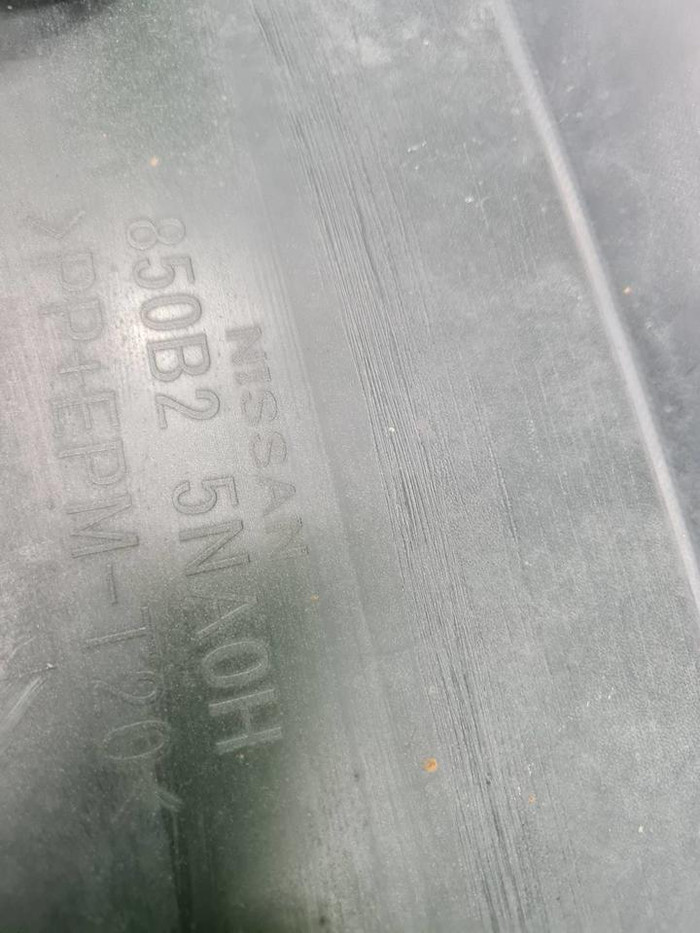 NISSAN
850B2 5NA0H
>PP+EPM-T20<